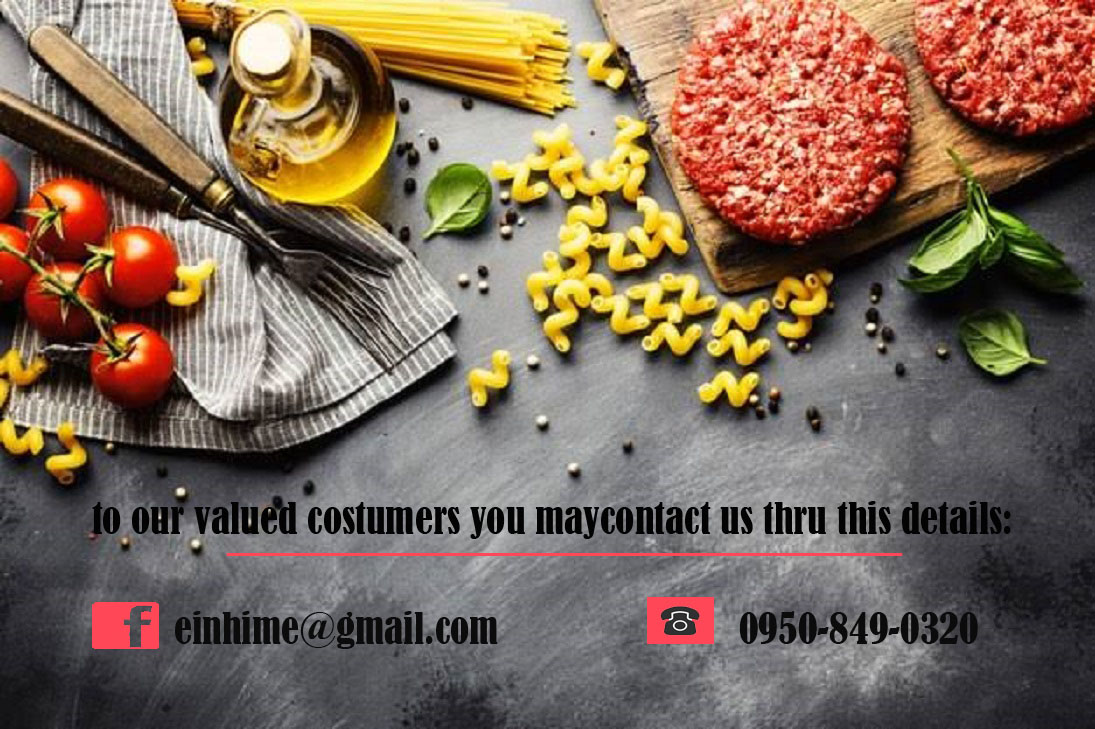 to our valued costumers you maycontact us thru this details:
f einhime@gmail.com 0950-849-0320